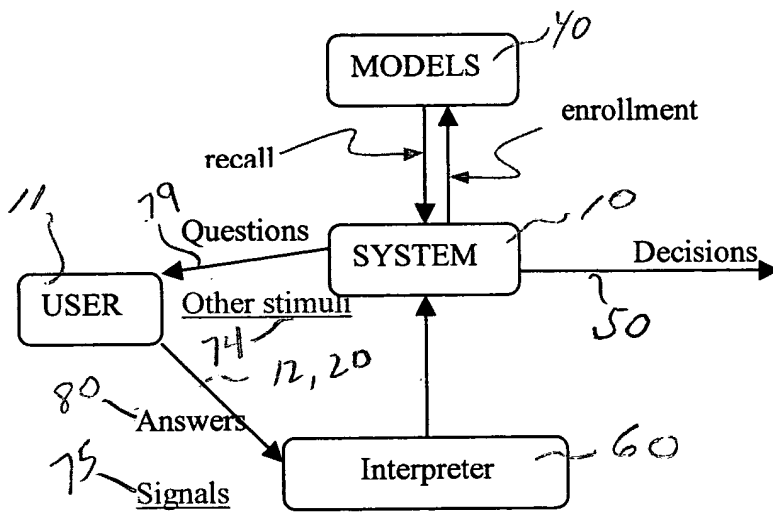 40
MODELS
enrollment
recall
11
79
10
Questions
SYSTEM
Decisions
USER
Other stimuli
50
74
12, 20
80
Answers
60
Interpreter
75
Signals